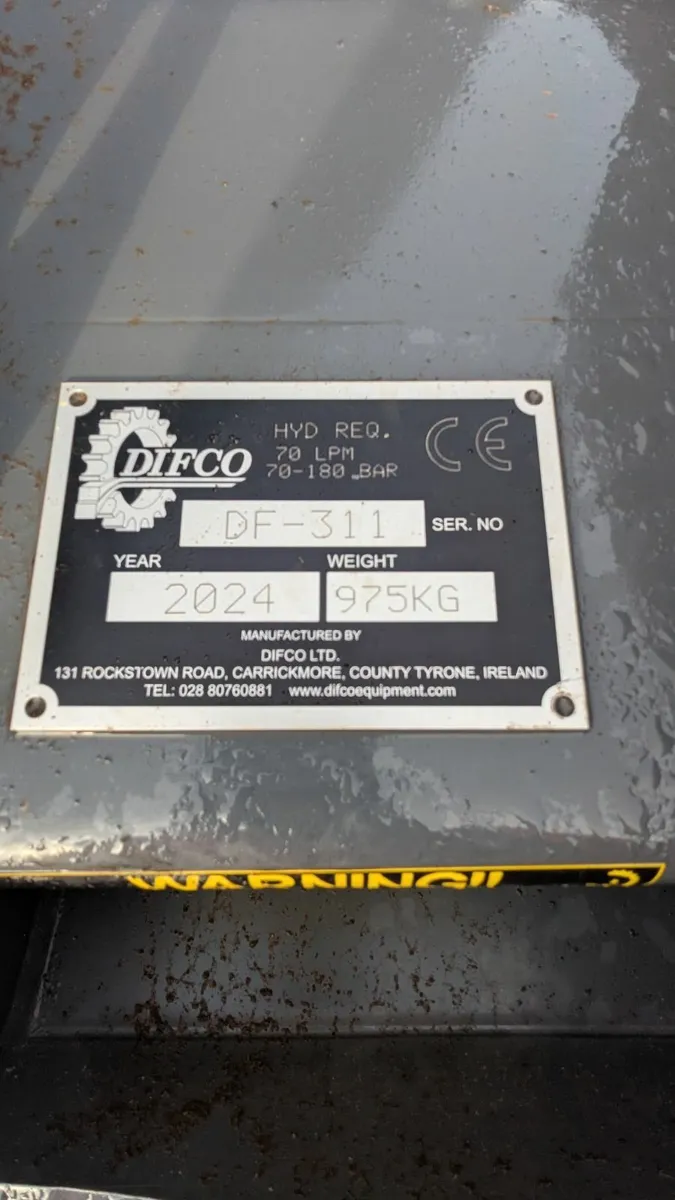 DIFCO
HYD REQ.
70 LPM
70-180 BAR
CE
DF-311 SER. NO
YEAR WEIGHT
2024 975KG
MANUFACTURED BY
DIFCO LTD.
131 ROCKSTOWN ROAD, CARRICKMORE, COUNTY TYRONE, IRELAND
TEL: 028 80760881 www.difcoequipment.com
WARNING!!